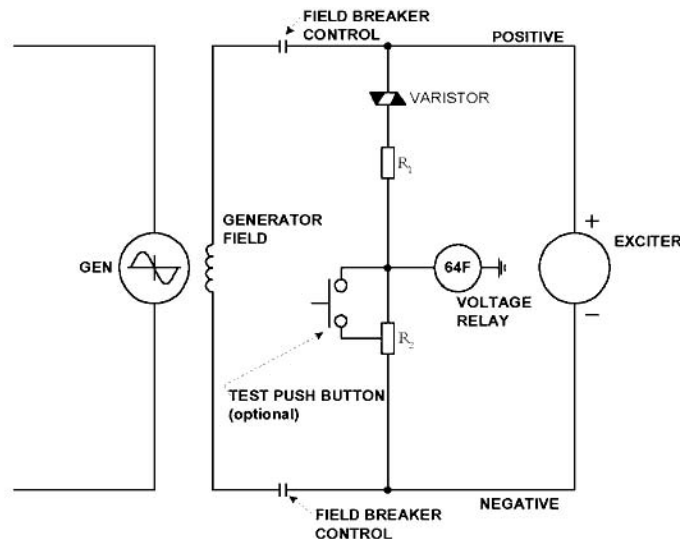 FIELD BREAKER
CONTROL
POSITIVE
VARISTOR
R1
GENERATOR
FIELD
+
EXCITER
GEN
64F
−
VOLTAGE
RELAY
R2
TEST PUSH BUTTON
(optional)
NEGATIVE
FIELD BREAKER
CONTROL